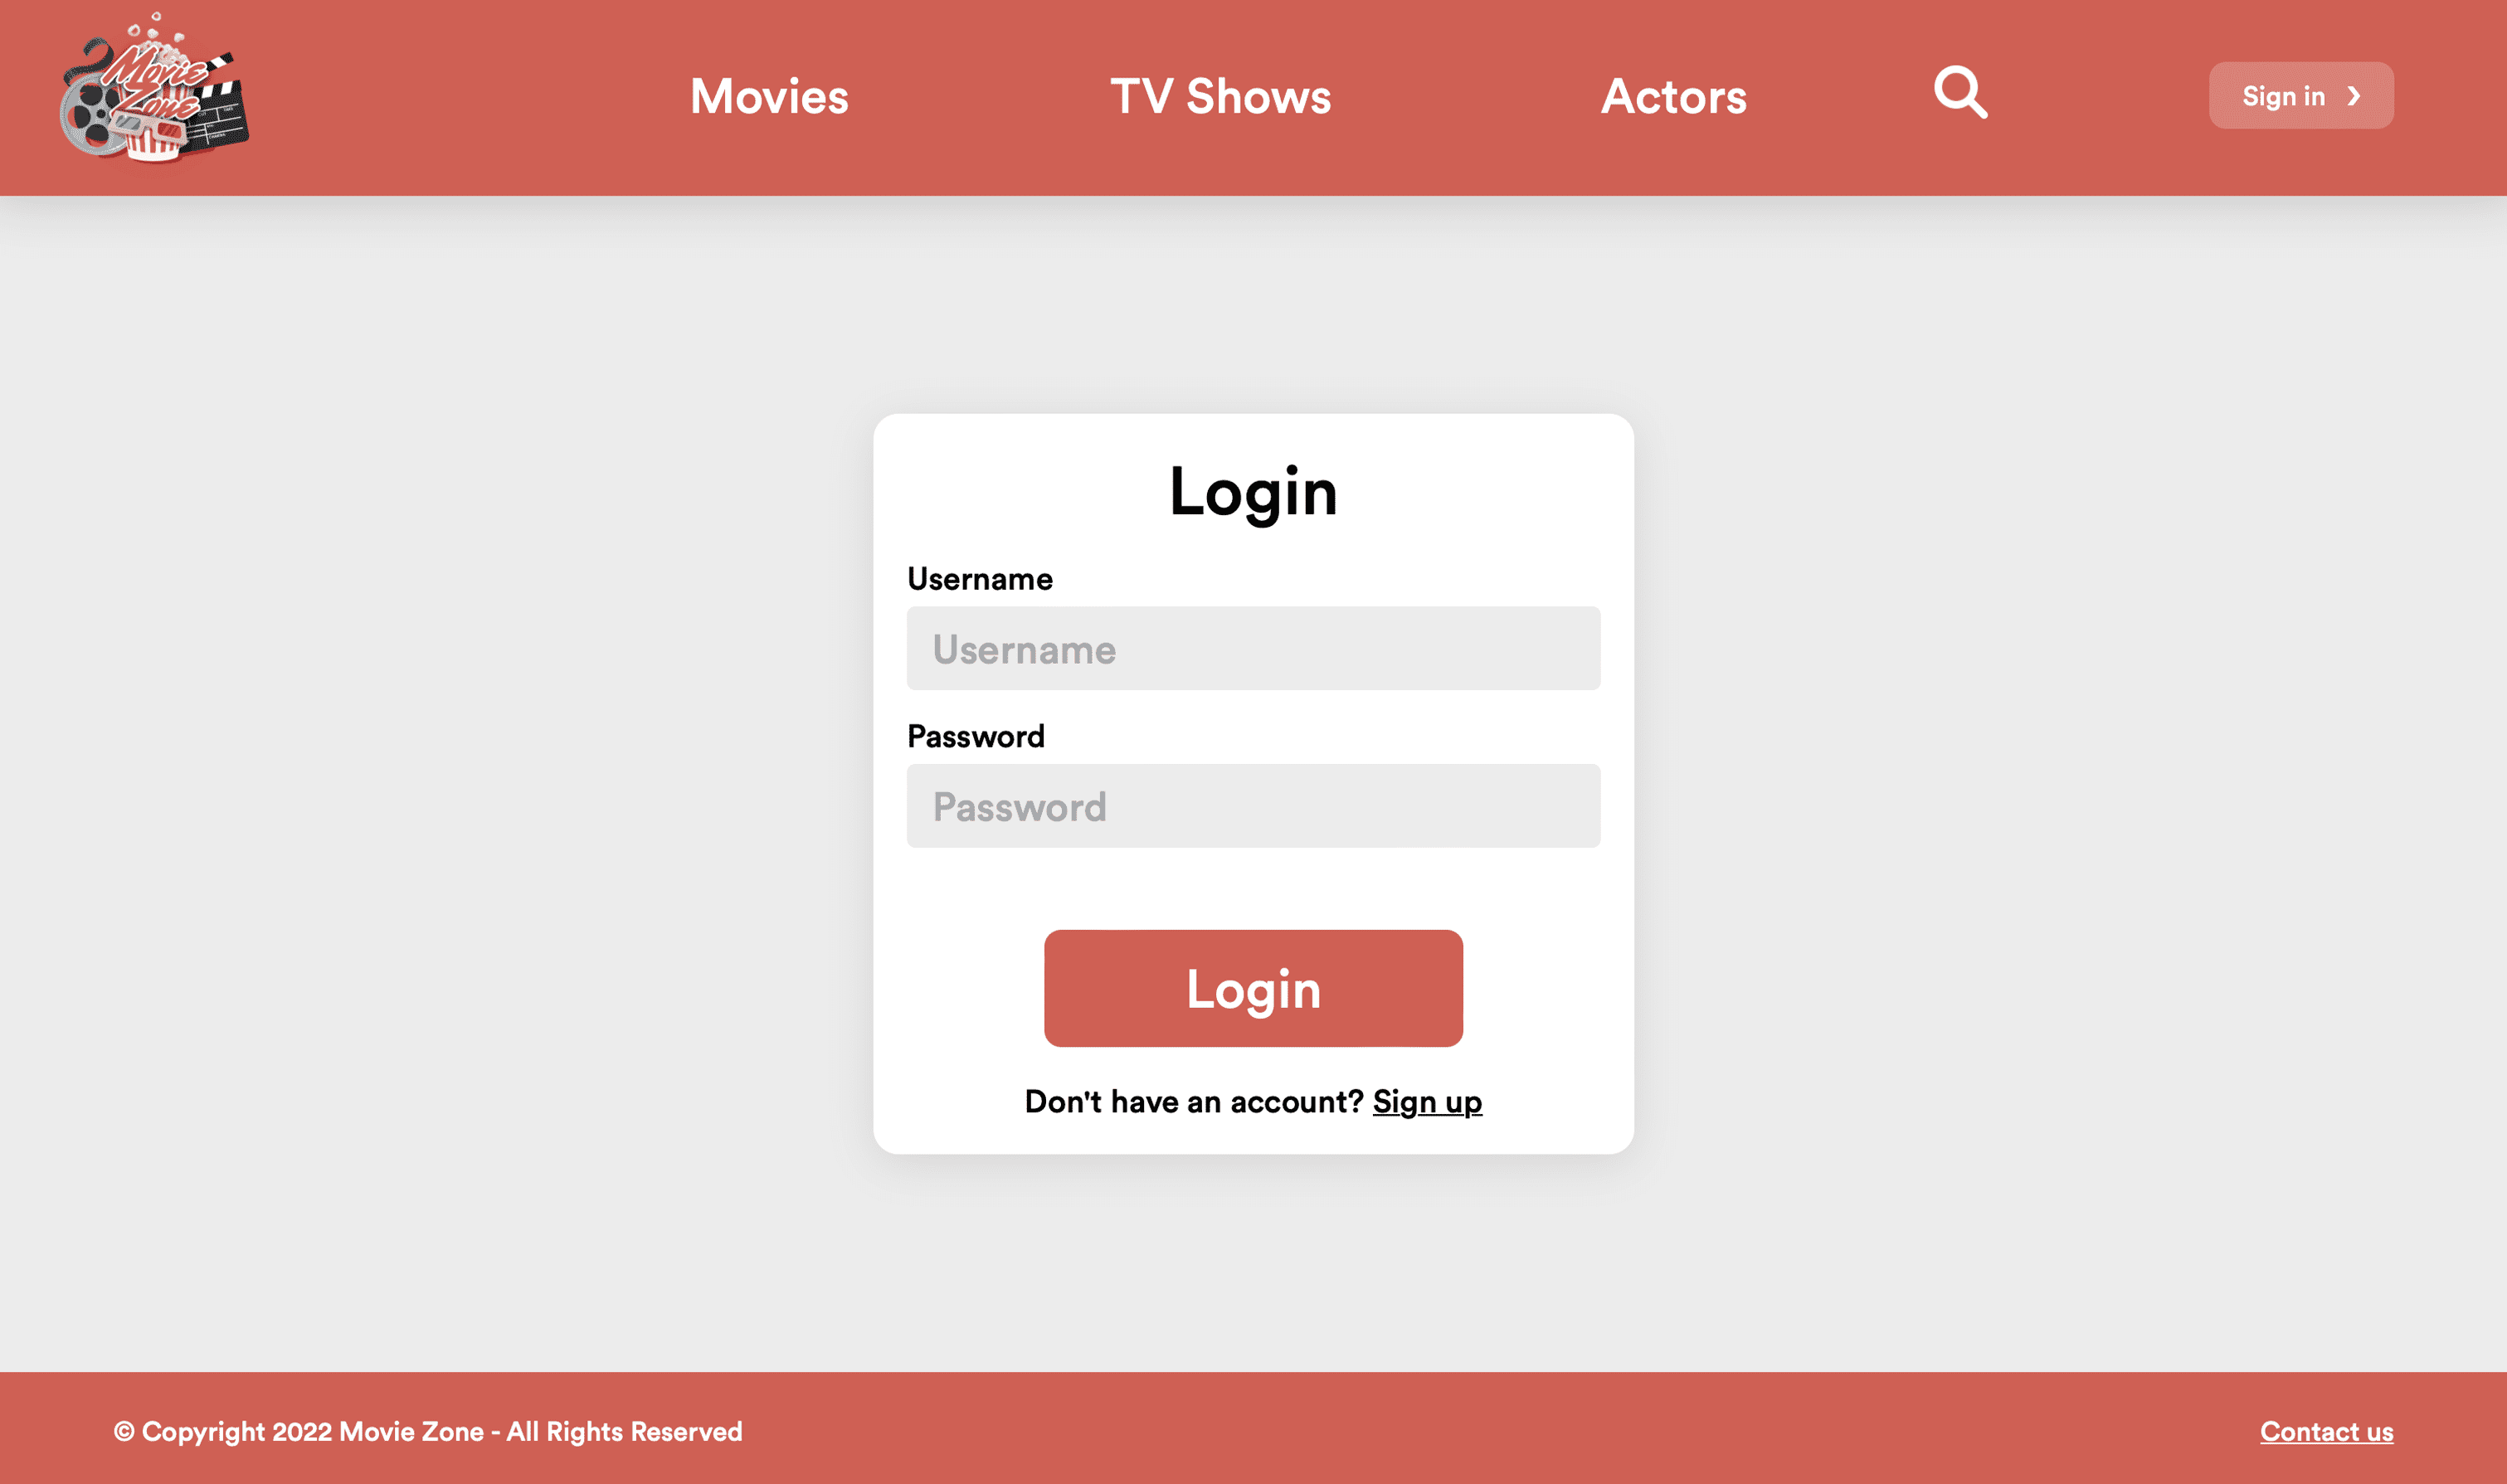 Movie
Zone
Movies
TV Shows
Actors
Sign in
Login
Username
Username
Password
Password
Login
Don't have an account? Sign up
© Copyright 2022 Movie Zone - All Rights Reserved
Contact us